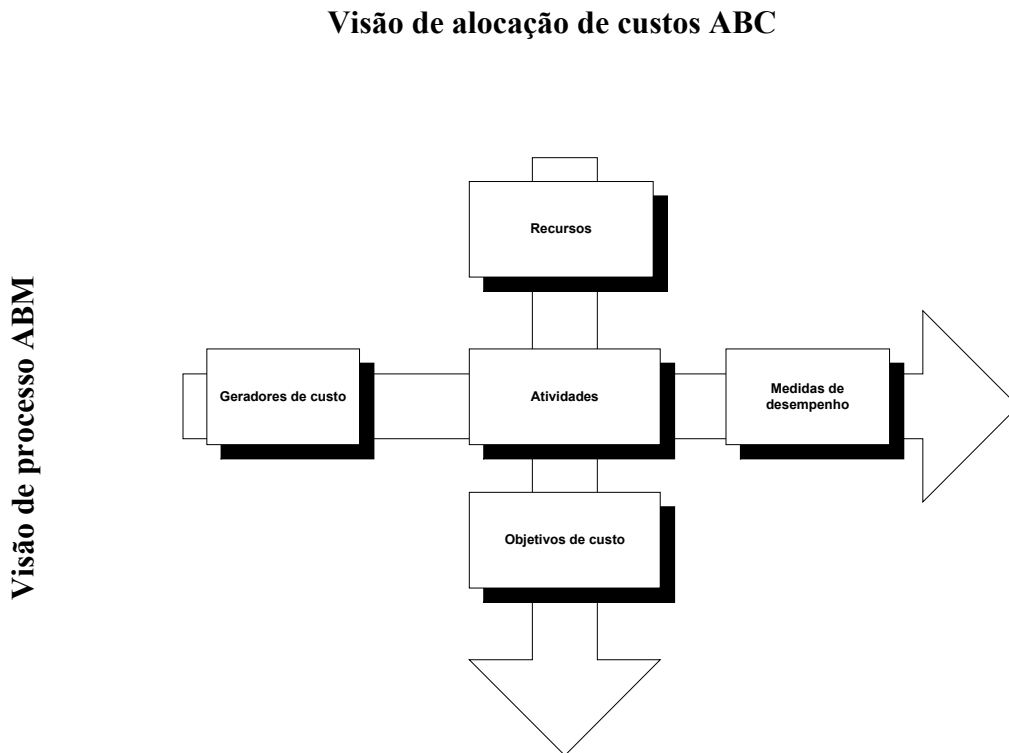 Visão de alocação de custos ABC
Visão de processo ABM
Recursos
Geradores de custo
Atividades
Medidas de
desempenho
Objetivos de custo